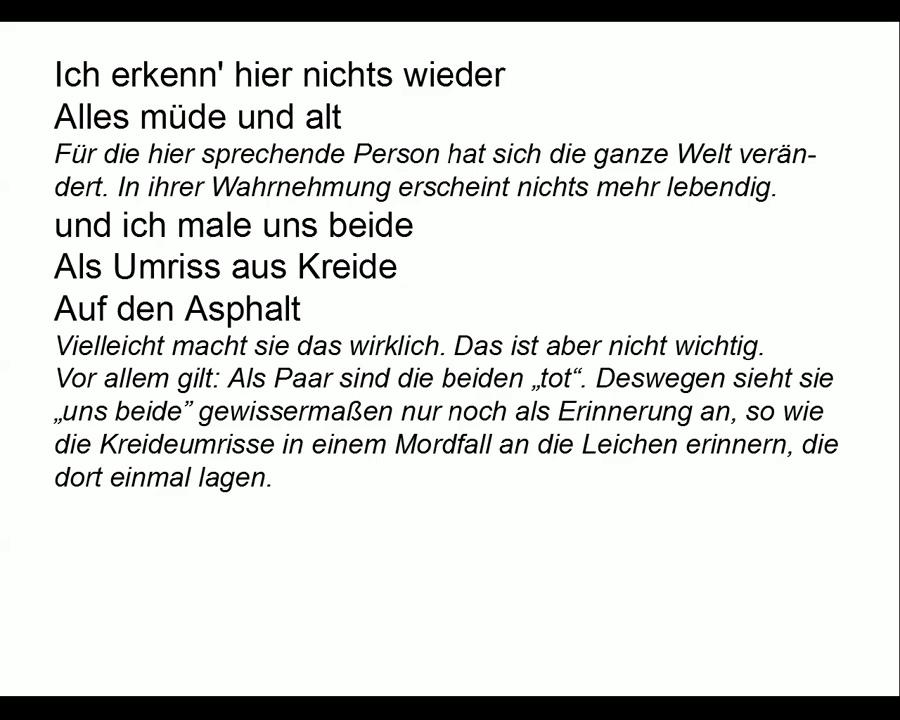 Ich erkenn' hier nichts wieder
Alles müde und alt
Für die hier sprechende Person hat sich die ganze Welt verän-
dert. In ihrer Wahrnehmung erscheint nichts mehr lebendig.
und ich male uns beide
Als Umriss aus Kreide
Auf den Asphalt
Vielleicht macht sie das wirklich. Das ist aber nicht wichtig.
Vor allem gilt: Als Paar sind die beiden „tot“. Deswegen sieht sie
„uns beide” gewissermaßen nur noch als Erinnerung an, so wie
die Kreideumrisse in einem Mordfall an die Leichen erinnern, die
dort einmal lagen.